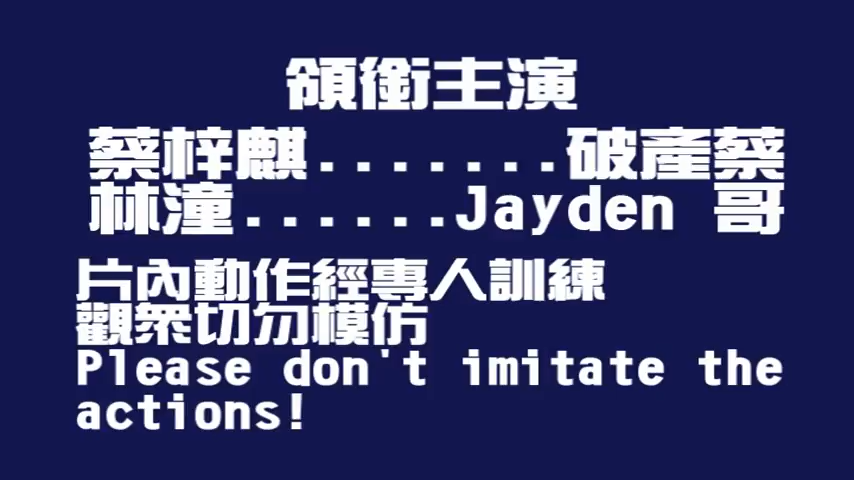 領銜主演
蔡梓麒.......破產蔡
林潼......Jayden 哥
片內動作經專人訓練
觀眾切勿模仿
Please don't imitate the
actions!